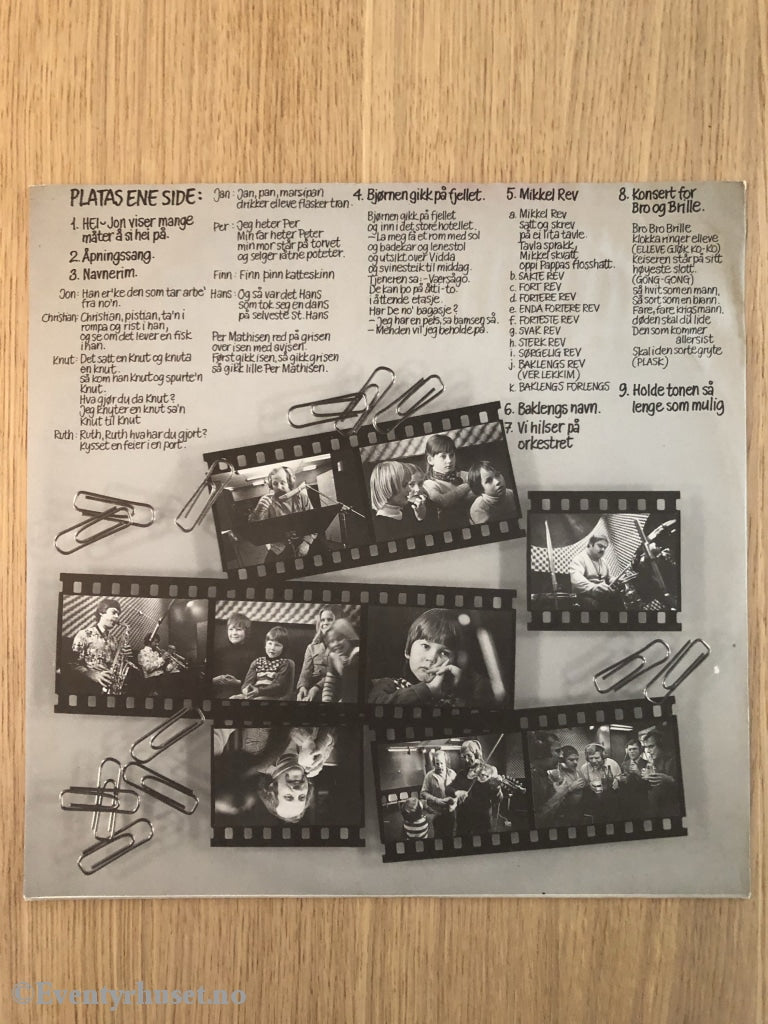 PLATAS ENE SIDE:
1. HEI~ Jon viser mange
måter å si hei på.
2. Åpningssang.
3. Navnerim.
Jon: Han er'ke den som tar arbe'
fra no'n.
Christian: Christian, pistian, ta'n i
rompa og rist i han,
og se om det lever en fisk
i han.
Knut: Det satt en Knut og knuta
en knut.
så kom han Knut og spurte'n
Knut.
Hva gjør du da Knut?
Jeg knuter en knut sa'n
Knut til Knut
Ruth: Ruth, Ruth hva har du gjort?
Kysset en feier i en port.
Jan: Jan, pan, marsipan
drikker elleve flasker tran.
Per: Jeg heter Per
Min far heter Peter
min mor står på torvet
og selger råtne poteter.
Finn: Finn pinn katteskinn
Hans: Og så var det Hans
som tok seg en dans
på selveste St. Hans
Per Mathisen red på grisen
over isen med avisen.
Først gikk isen, så gikk grisen
så gikk lille Per Mathisen.
4. Bjørnen gikk på fjellet.
Bjørnen gikk på fjellet
og inn i det store hotellet.
– La meg få et rom med sol
og badekar og lenestol
og utsikt over Vidda
og svinesteik til middag.
Tjeneren sa: – Værsågo.
De kan bo på åtti-to.
i åttende etasje.
Har De no' bagasje?
– Jeg har en pels, sa bamsen så.
– Men den vil jeg beholde på.
5. Mikkel Rev
a. Mikkel Rev
satt og skrev
på ei lita tavle.
Tavla sprakk,
Mikkel skvatt
oppi Pappas flosshatt.
b. SAKTE REV
c. FORT REV
d. FORTERE REV
e. ENDA FORTERE REV
f. FORTESTE REV
g. SVAR REV
h. STERK REV
i. SØRGELIG REV
j. BAKLENGS REV
(VER LEKKIM)
k. BAKLENGS FORLENGS
6. Baklengs navn.
7. Vi hilser på
orkestret
8. Konsert for
Bro og Brille.
Bro Bro Brille
Klokka ringer elleve
(ELLEVE GJØK, KO-KO)
Keiseren står på sitt
høyeste slott.
(GONG-GONG)
så hvit som en mann,
Så sort som en brann.
Fare, fare krigsmann,
døden skal du lide
Den som kommer
aller sist
Skal i den sorte gryte
(PLASK)
9. Holde tonen så
lenge som mulig
©Eventyrhuset.no